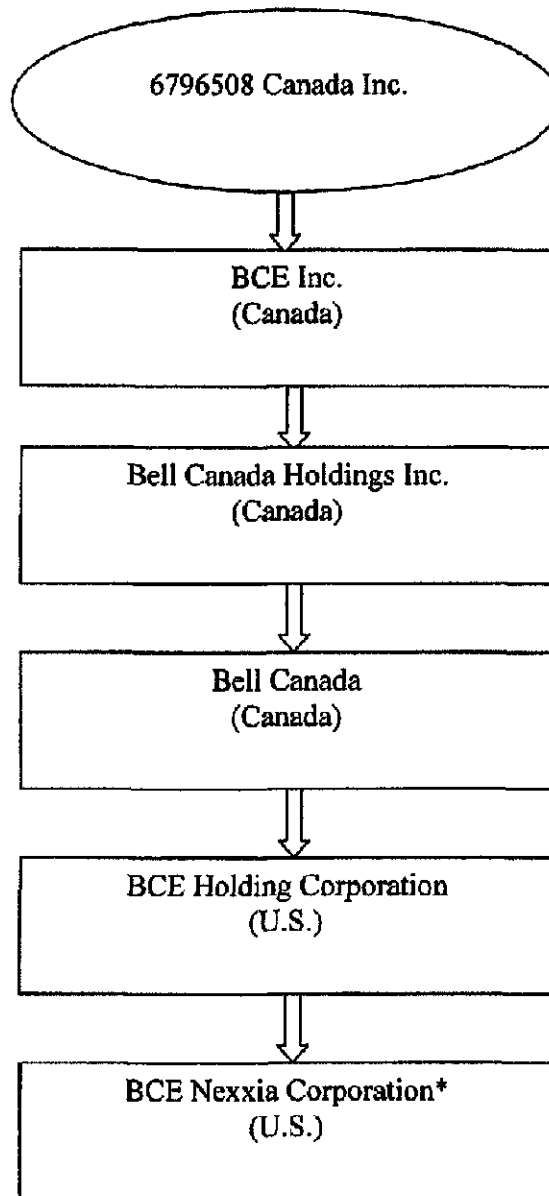 6796508 Canada Inc.
BCE Inc.
(Canada)
Bell Canada Holdings Inc.
(Canada)
Bell Canada
(Canada)
BCE Holding Corporation
(U.S.)
BCE Nexxia Corporation*
(U.S.)